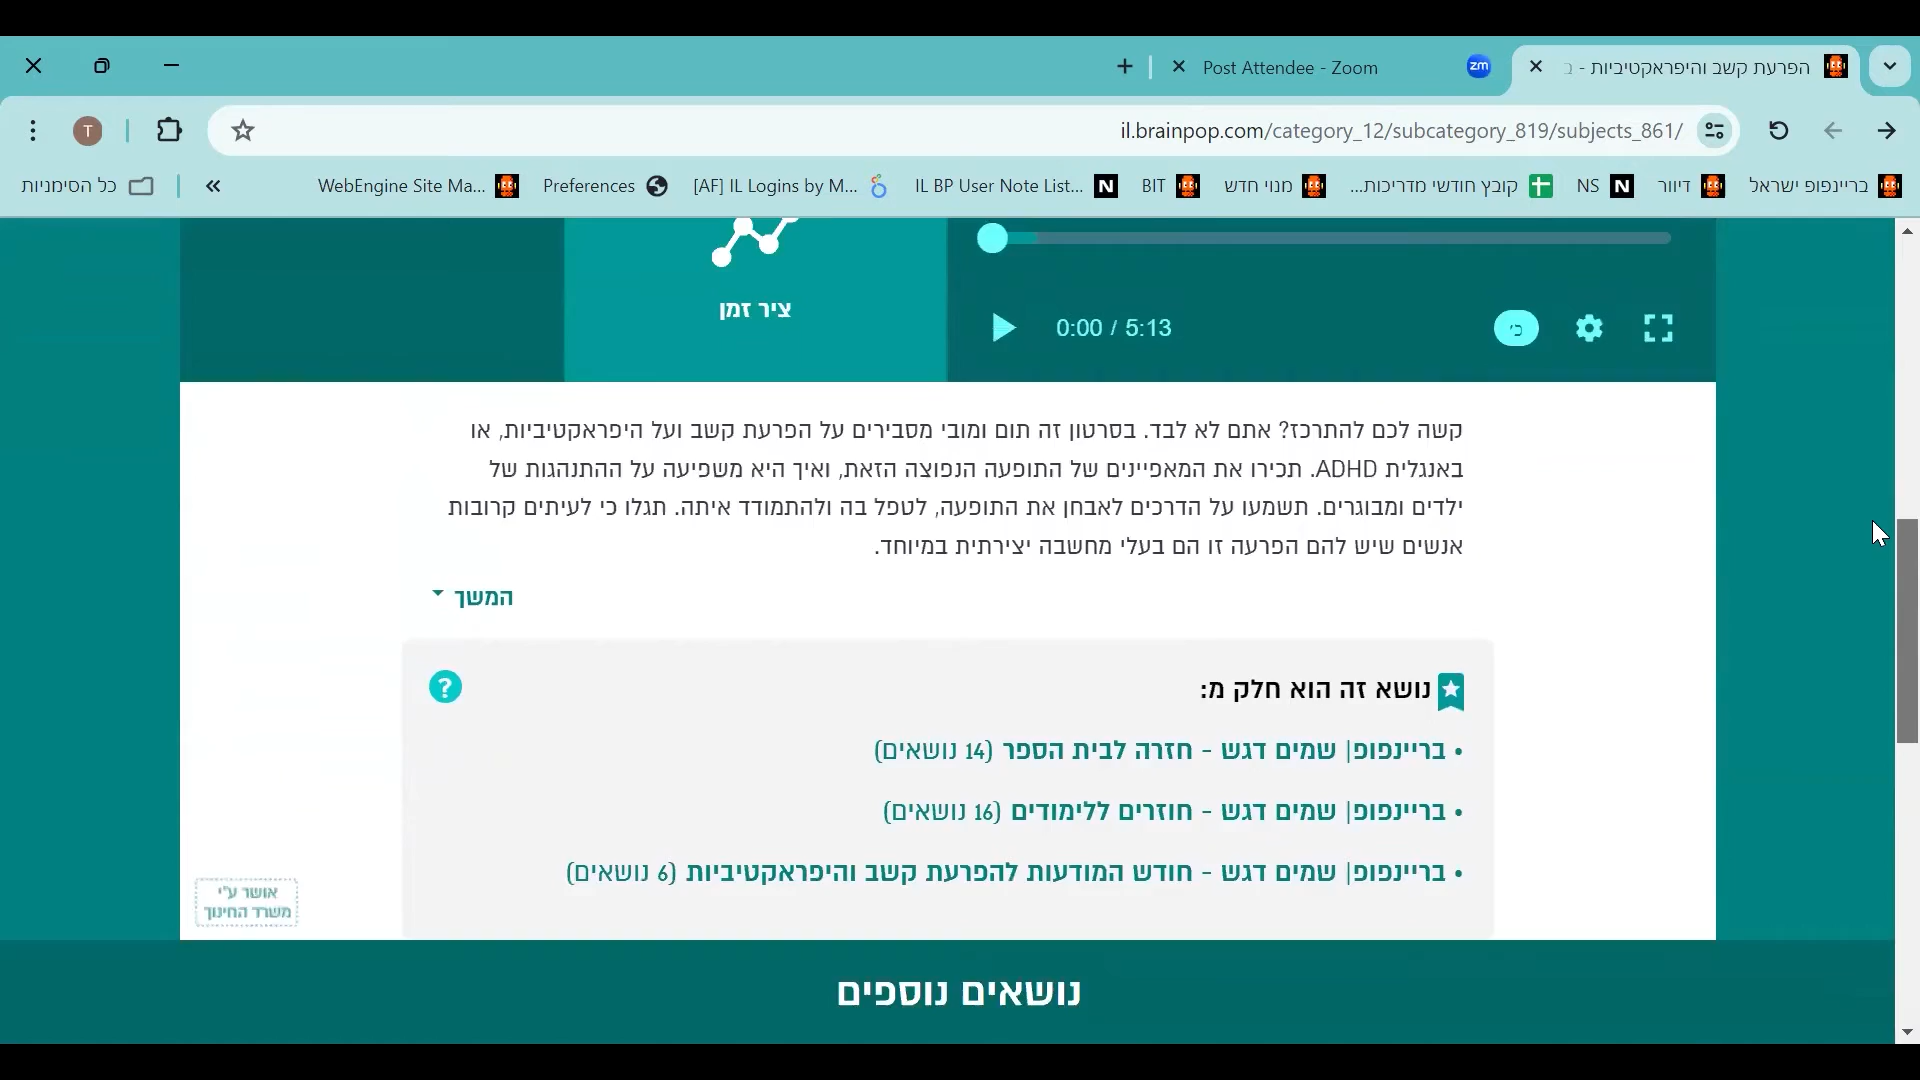 הפרעת קשב והיפראקטיביות - ב
Post Attendee - Zoom
zm
il.brainpop.com/category_12/subcategory_819/subjects_861/
T
בריינפופ ישראל
דיוור
NS
קובץ חודשי מדריכות...
מנוי חדש
BIT
IL BP User Note List...
[AF] IL Logins by M...
Preferences
WebEngine Site Ma...
כל הסימניות
ציר זמן
0:00 / 5:13
כ׳
קשה לכם להתרכז? אתם לא לבד. בסרטון זה תום ומובי מסבירים על הפרעת קשב ועל היפראקטיביות, או
באנגלית ADHD. תכירו את המאפיינים של התופעה הנפוצה הזאת, ואיך היא משפיעה על ההתנהגות של
ילדים ומבוגרים. תשמעו על הדרכים לאבחן את התופעה, לטפל בה ולהתמודד איתה. תגלו כי לעיתים קרובות
אנשים שיש להם הפרעה זו הם בעלי מחשבה יצירתית במיוחד.
המשך
נושא זה הוא חלק מ:
?
• בריינפופ| שמים דגש - חזרה לבית הספר (14 נושאים)
• בריינפופ| שמים דגש - חוזרים ללימודים (16 נושאים)
• בריינפופ| שמים דגש - חודש המודעות להפרעת קשב והיפראקטיביות (6 נושאים)
אושר ע"י
משרד החינוך
נושאים נוספים